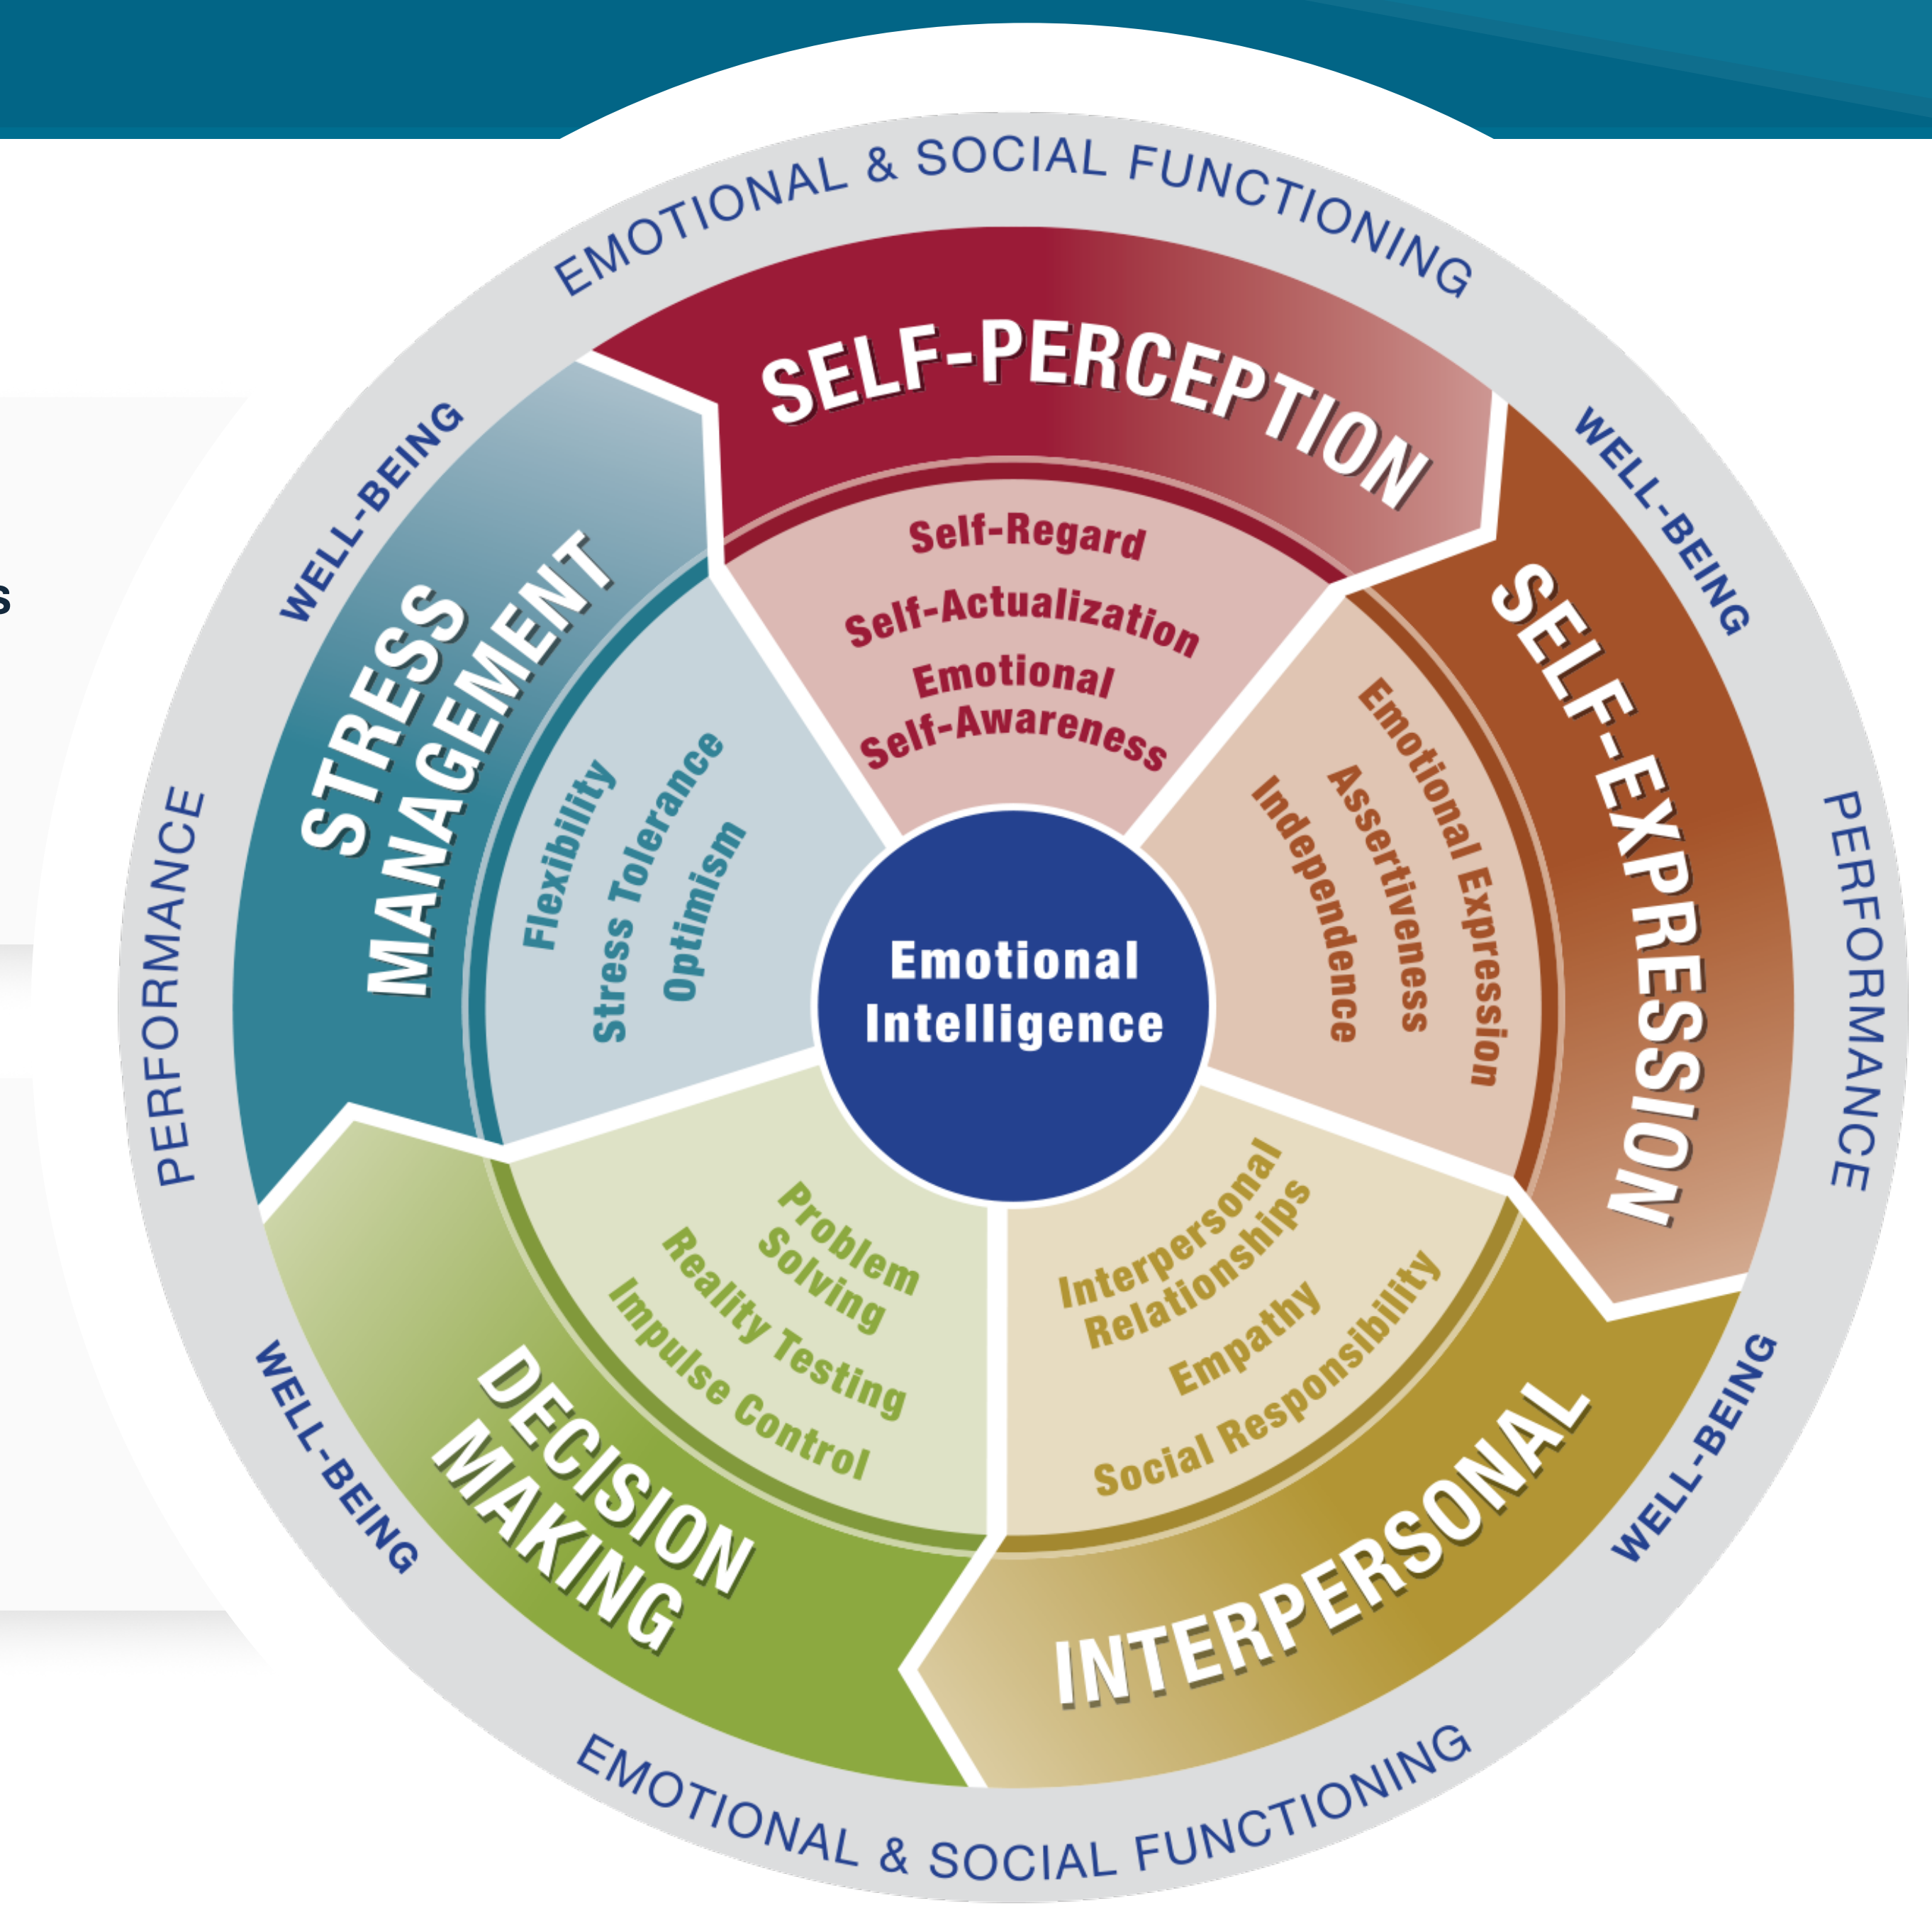 EMOTIONAL & SOCIAL FUNCTIONING
WELL-BEING
PERFORMANCE
WELL-BEING
EMOTIONAL & SOCIAL FUNCTIONING
WELL-BEING
PERFORMANCE
WELL-BEING
SELF-PERCEPTION
Self-Regard
Self-Actualization
Emotional
Self-Awareness
SELF-EXPRESSION
Emotional Expression
Assertiveness
Independence
INTERPERSONAL
Interpersonal
Relationships
Empathy
Social Responsibility
DECISION
MAKING
Problem
Solving
Reality Testing
Impulse Control
STRESS
MANAGEMENT
Flexibility
Stress Tolerance
Optimism
Emotional
Intelligence
s